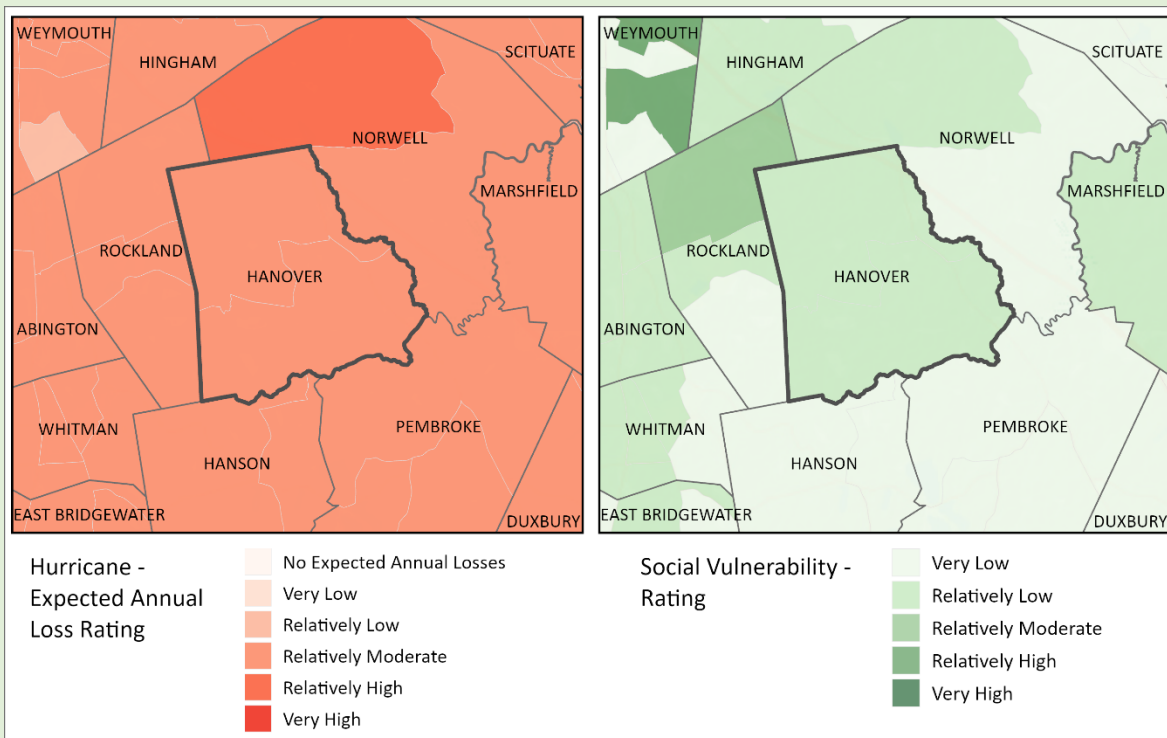 WEYMOUTH
HINGHAM
SCITUATE
NORWELL
MARSHFIELD
ROCKLAND
HANOVER
ABINGTON
WHITMAN
PEMBROKE
HANSON
EAST BRIDGEWATER
DUXBURY
WEYMOUTH
HINGHAM
SCITUATE
NORWELL
MARSHFIELD
ROCKLAND
HANOVER
ABINGTON
WHITMAN
PEMBROKE
HANSON
EAST BRIDGEWATER
DUXBURY
Hurricane -
Expected Annual
Loss Rating
No Expected Annual Losses
Very Low
Relatively Low
Relatively Moderate
Relatively High
Very High
Social Vulnerability -
Rating
Very Low
Relatively Low
Relatively Moderate
Relatively High
Very High